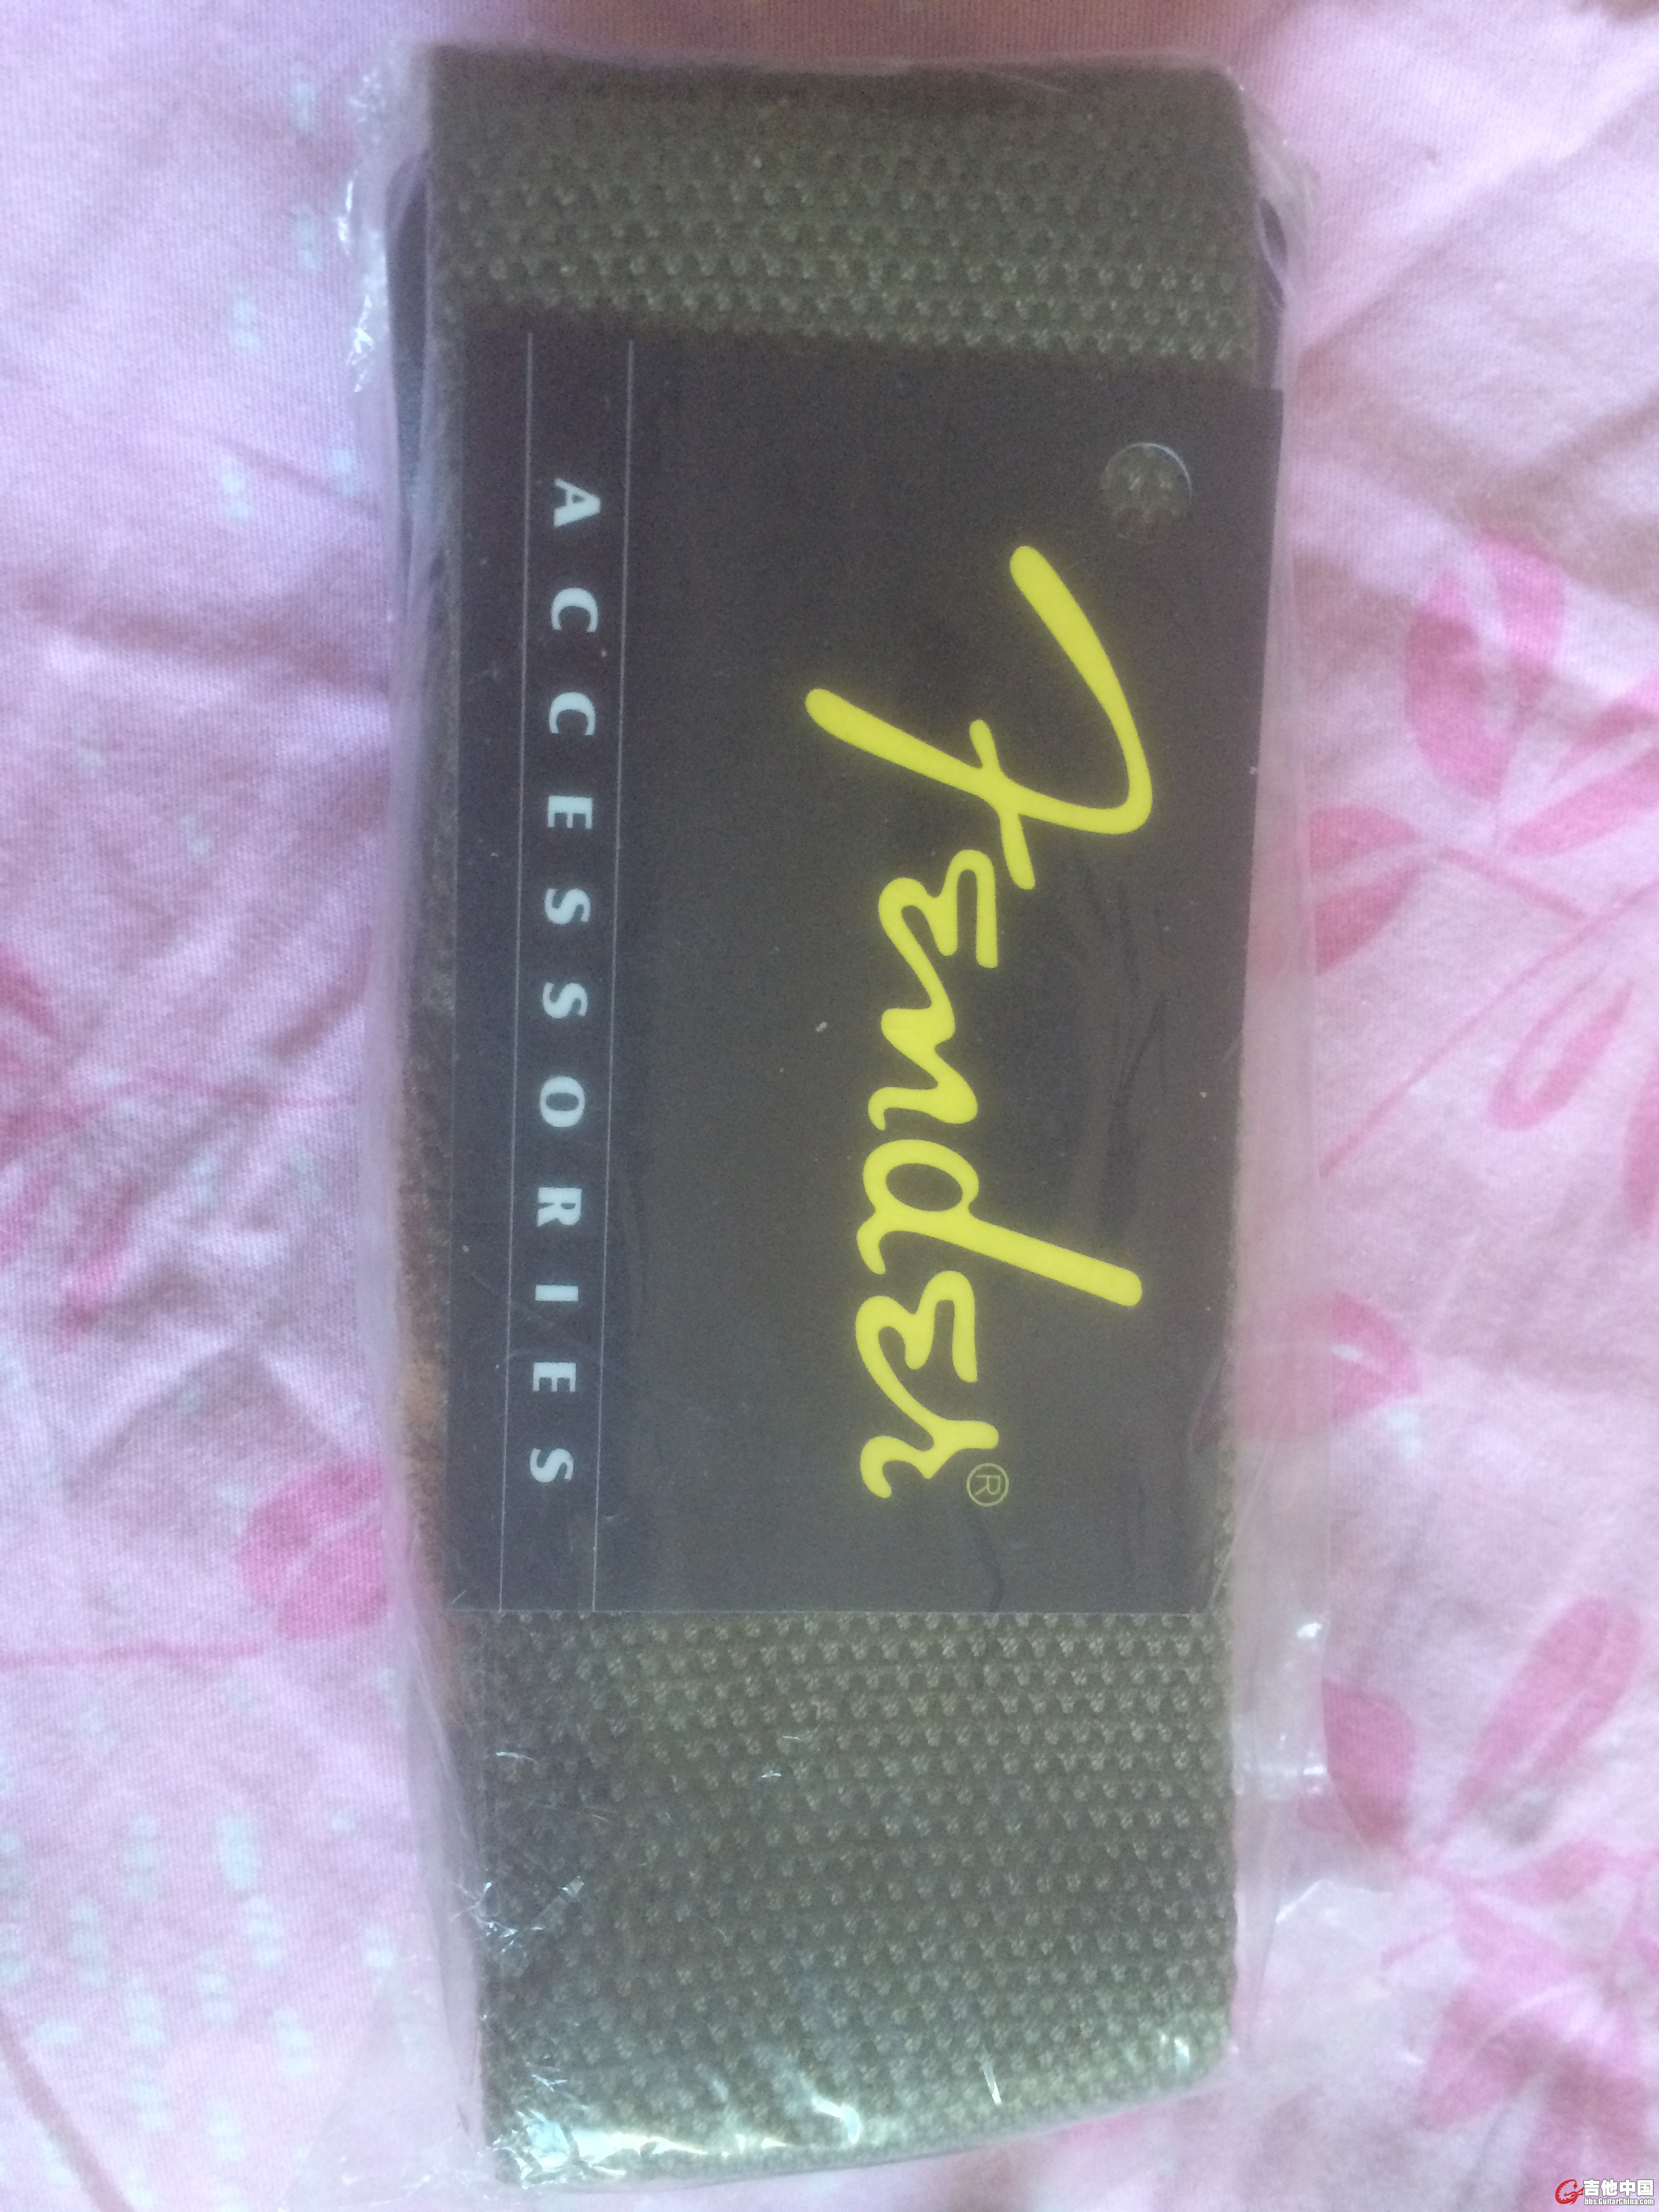 Fender®
ACCESSORIES
吉他中国
bbs.GuitarChina.com